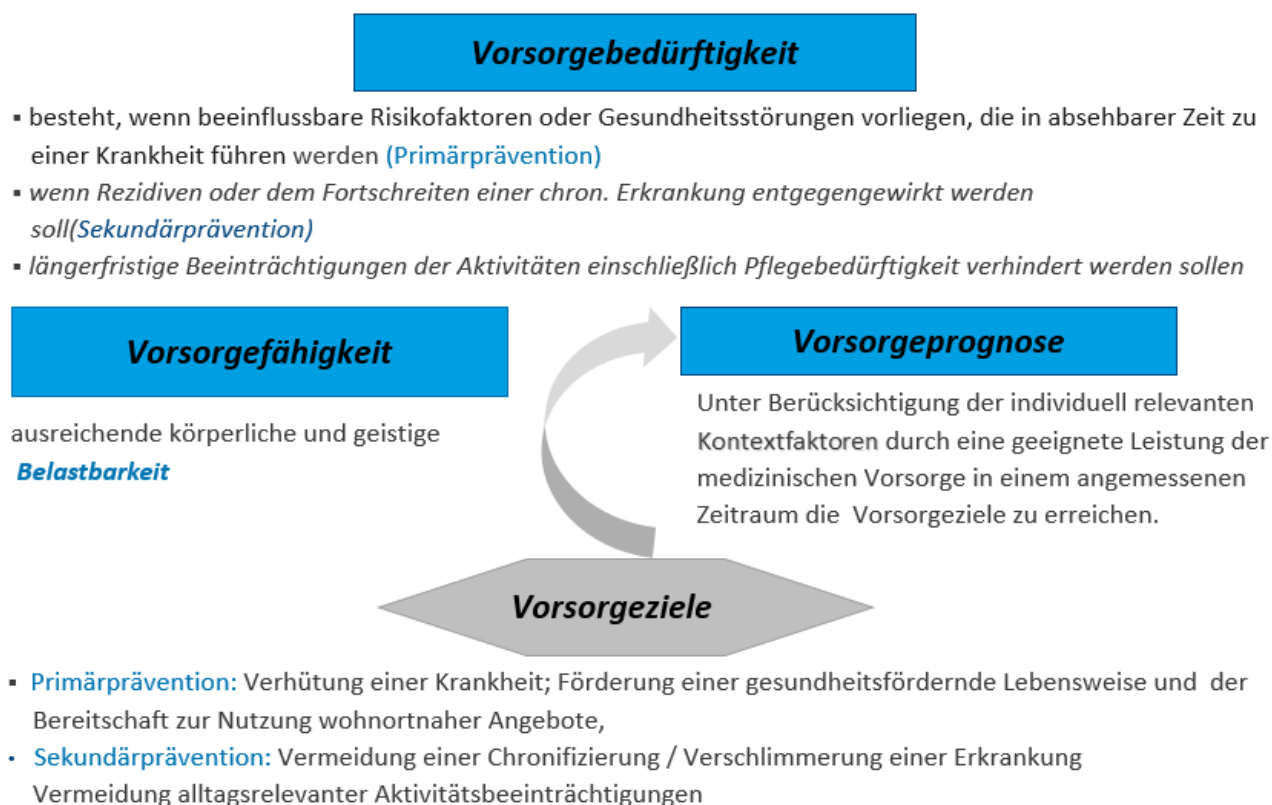 Vorsorgebedürftigkeit
▪ besteht, wenn beeinflussbare Risikofaktoren oder Gesundheitsstörungen vorliegen, die in absehbarer Zeit zu
einer Krankheit führen werden (Primärprävention)
▪ wenn Rezidiven oder dem Fortschreiten einer chron. Erkrankung entgegengewirkt werden
soll(Sekundärprävention)
▪ längerfristige Beeinträchtigungen der Aktivitäten einschließlich Pflegebedürftigkeit verhindert werden sollen
Vorsorgefähigkeit
ausreichende körperliche und geistige
Belastbarkeit
Vorsorgeprognose
Unter Berücksichtigung der individuell relevanten
Kontextfaktoren durch eine geeignete Leistung der
medizinischen Vorsorge in einem angemessenen
Zeitraum die Vorsorgeziele zu erreichen.
Vorsorgeziele
▪ Primärprävention: Verhütung einer Krankheit; Förderung einer gesundheitsfördernde Lebensweise und der
Bereitschaft zur Nutzung wohnortnaher Angebote,
• Sekundärprävention: Vermeidung einer Chronifizierung / Verschlimmerung einer Erkrankung
Vermeidung alltagsrelevanter Aktivitätsbeeinträchtigungen